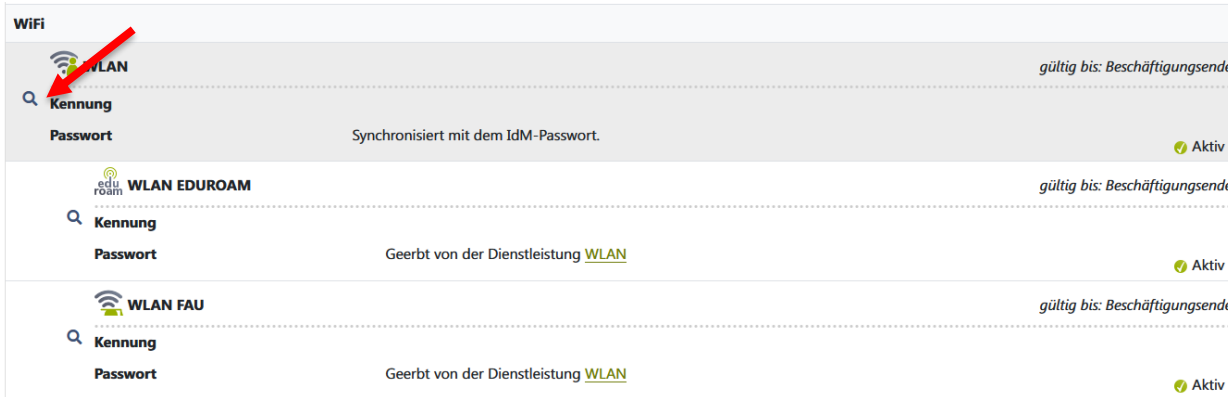 WiFi
WLAN gültig bis: Beschäftigungsende
Kennung
Passwort Synchronisiert mit dem IdM-Passwort.
Aktiv
edu
roam WLAN EDUROAM gültig bis: Beschäftigungsende
Kennung
Passwort Geerbt von der Dienstleistung WLAN
Aktiv
WLAN FAU gültig bis: Beschäftigungsende
Kennung
Passwort Geerbt von der Dienstleistung WLAN
Aktiv